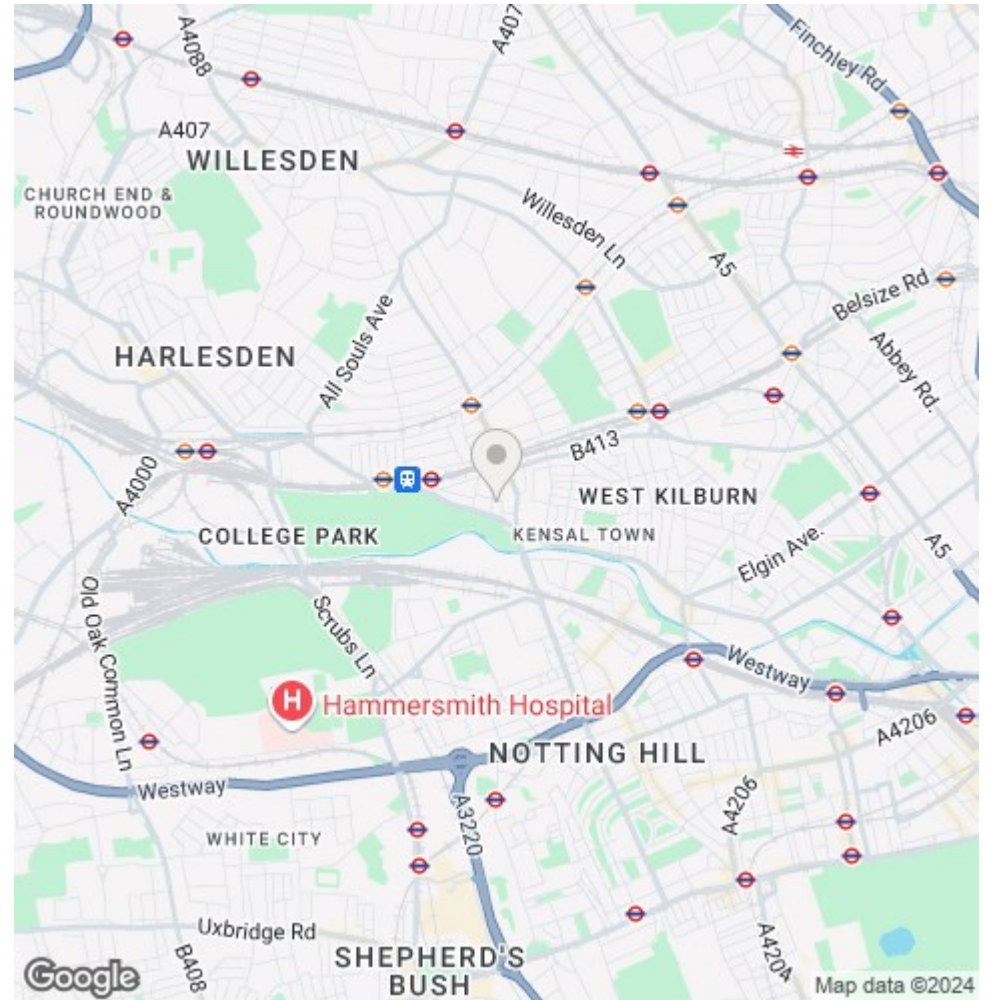 A4088
A407
Finchley Rd
A407
WILLESDEN
CHURCH END &
ROUNDWOOD
Willesden Ln
A5
Belsize Rd
HARLESDEN
All Souls Ave
Abbey Rd.
B413
A4000
WEST KILBURN
COLLEGE PARK
KENSAL TOWN
Elgin Ave.
A5
Old Oak Common Ln
Scrubs Ln
Westway
H
Hammersmith Hospital
A4206
NOTTING HILL
Westway
A3220
A4206
WHITE CITY
Uxbridge Rd
B408
SHEPHERD'S
BUSH
A4204
Google
Map data ©2024